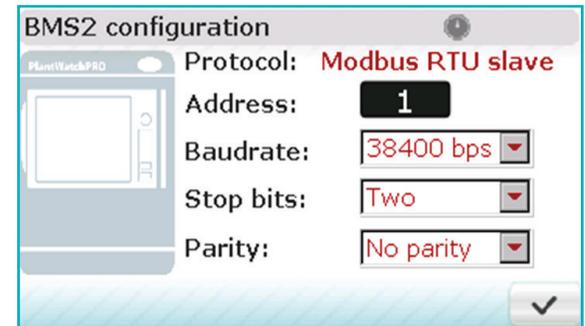 BMS2 configuration
PlantWatchPRO
Protocol: Modbus RTU slave
Address: 1
Baudrate: 38400 bps
Stop bits: Two
Parity: No parity